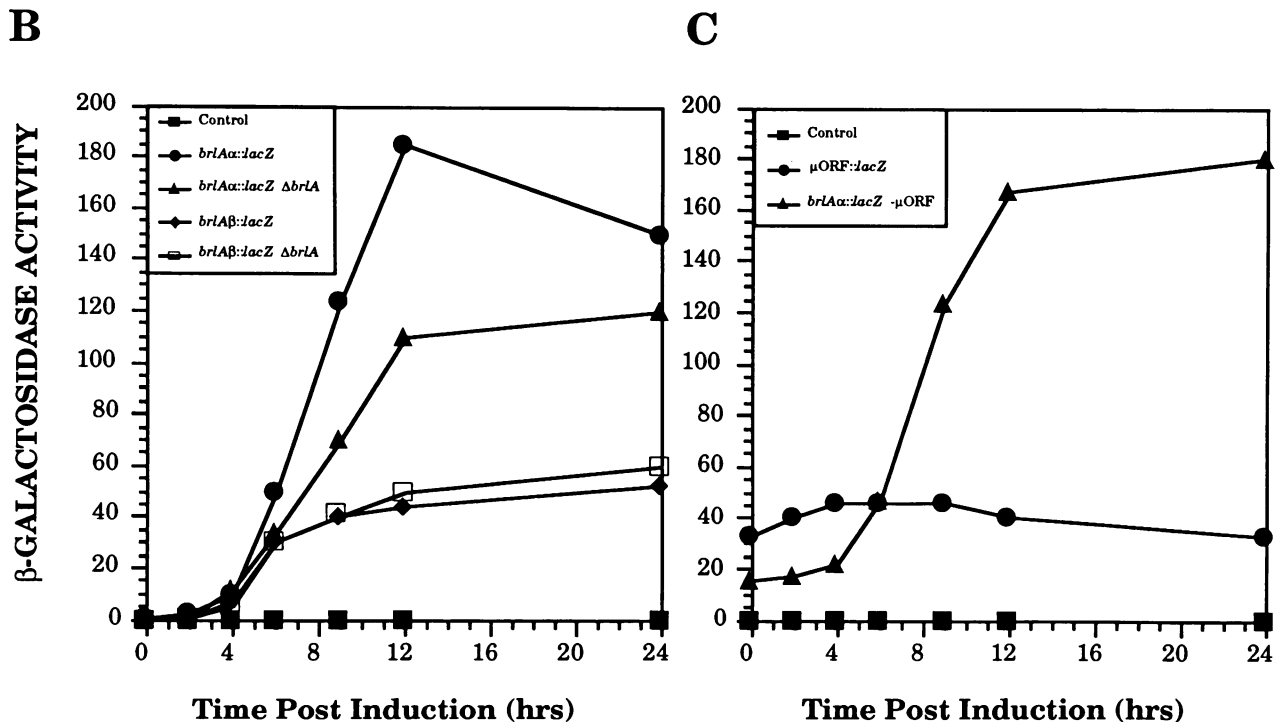 B
β-GALACTOSIDASE ACTIVITY
200
180
160
140
120
100
80
60
40
20
0
Control
brlAα::lacZ
brlAα::lacZ ΔbrlA
brlAβ::lacZ
brlAβ::lacZ ΔbrlA
0 4 8 12 16 20 24
Time Post Induction (hrs)
C
200
180
160
140
120
100
80
60
40
20
0
Control
μORF::lacZ
brlAα::lacZ -μORF
0 4 8 12 16 20 24
Time Post Induction (hrs)